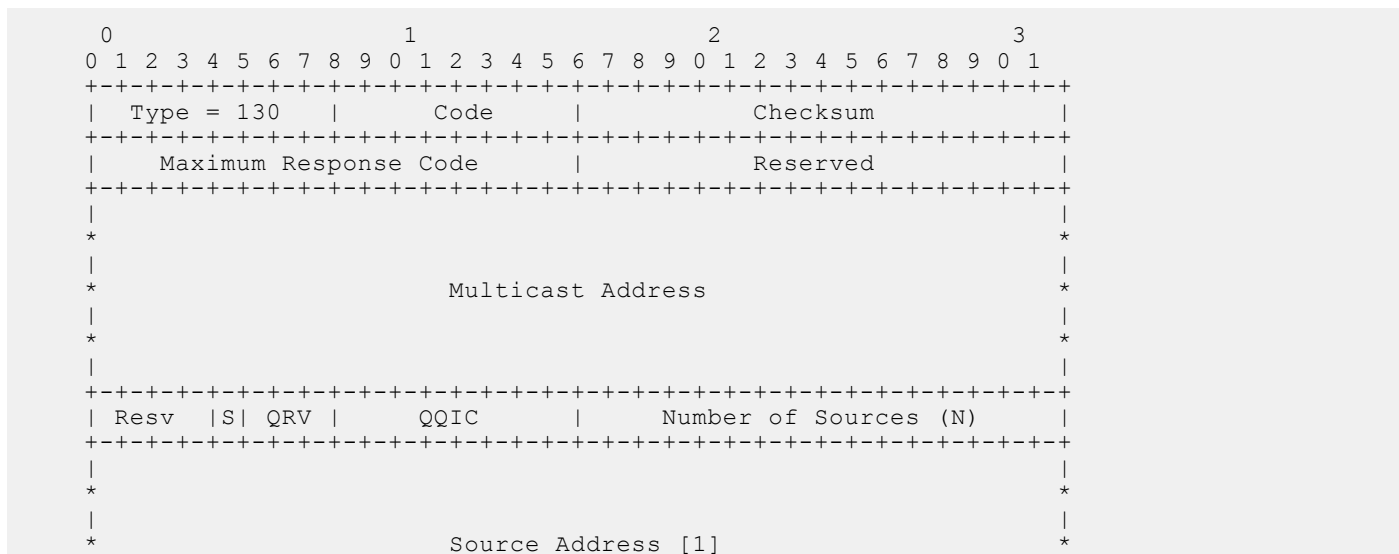 0                   1                   2                   3
0 1 2 3 4 5 6 7 8 9 0 1 2 3 4 5 6 7 8 9 0 1 2 3 4 5 6 7 8 9 0 1
+-+-+-+-+-+-+-+-+-+-+-+-+-+-+-+-+-+-+-+-+-+-+-+-+-+-+-+-+-+-+-+-+
|  Type = 130   |      Code     |           Checksum            |
+-+-+-+-+-+-+-+-+-+-+-+-+-+-+-+-+-+-+-+-+-+-+-+-+-+-+-+-+-+-+-+-+
|    Maximum Response Code      |           Reserved            |
+-+-+-+-+-+-+-+-+-+-+-+-+-+-+-+-+-+-+-+-+-+-+-+-+-+-+-+-+-+-+-+-+
|                                                               |
*                                                               *
|                                                               |
*                       Multicast Address                       *
|                                                               |
*                                                               *
|                                                               |
+-+-+-+-+-+-+-+-+-+-+-+-+-+-+-+-+-+-+-+-+-+-+-+-+-+-+-+-+-+-+-+-+
| Resv  |S| QRV |     QQIC      |     Number of Sources (N)     |
+-+-+-+-+-+-+-+-+-+-+-+-+-+-+-+-+-+-+-+-+-+-+-+-+-+-+-+-+-+-+-+-+
|                                                               |
*                                                               *
|                                                               |
*                       Source Address [1]                      *